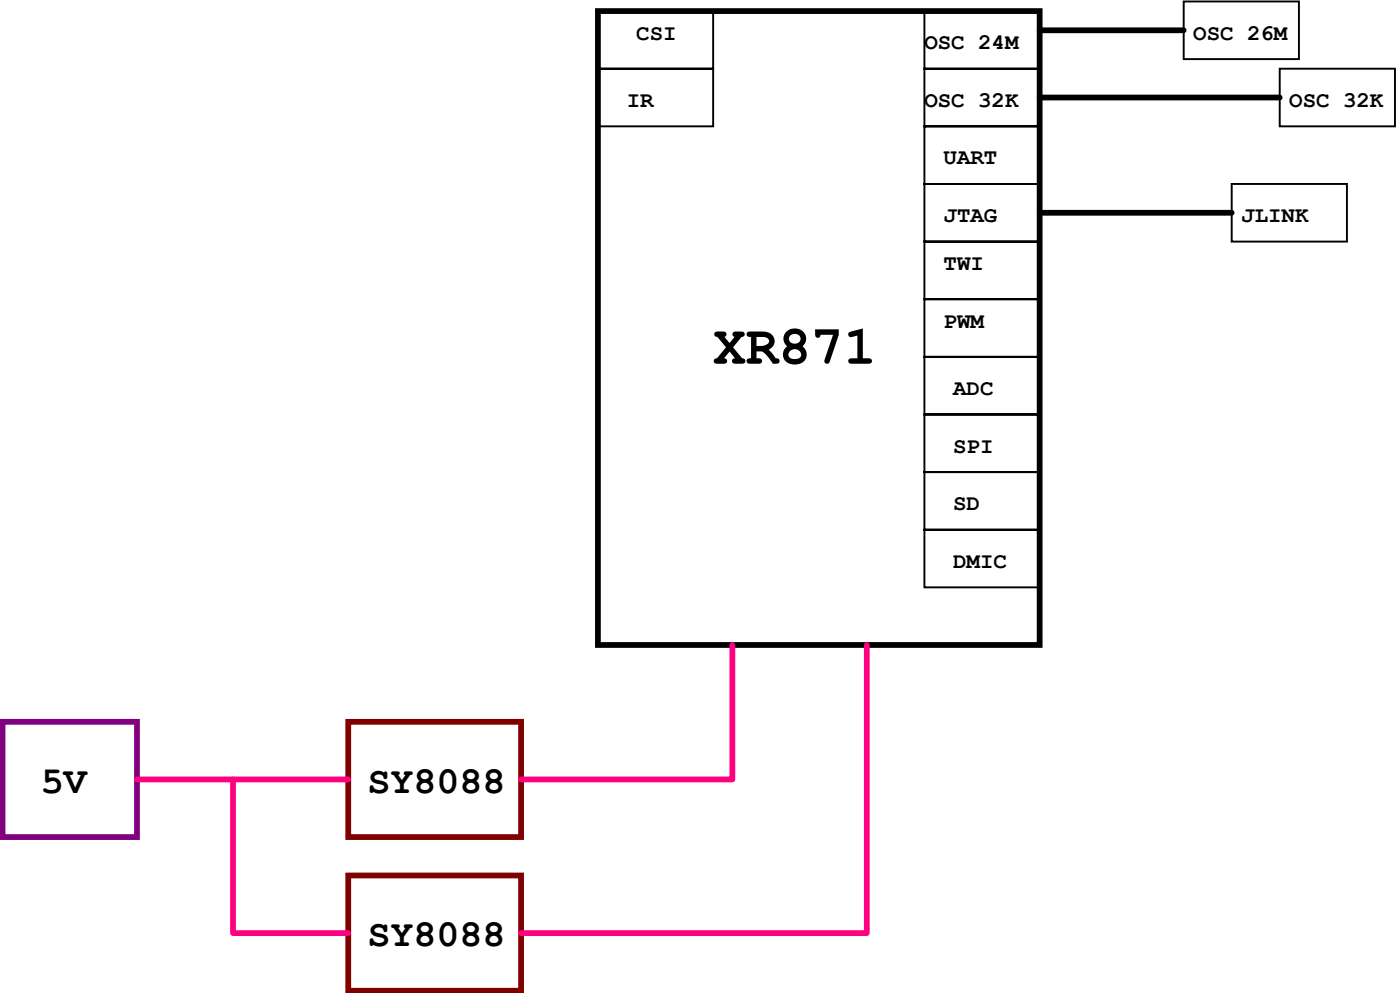 CSI
IR
OSC 24M
OSC 26M
OSC 32K
OSC 32K
UART
JTAG
JLINK
TWI
PWM
XR871
ADC
SPI
SD
DMIC
5V
SY8088
SY8088